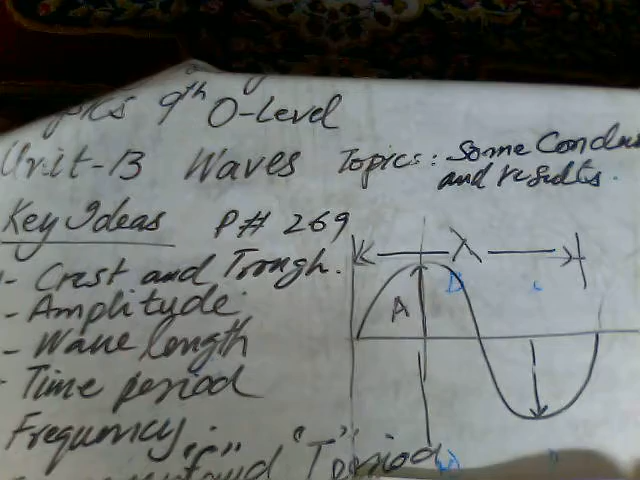 9th O-Level
Unit-13 Waves Topics: Some
and results.
Key Ideas P# 269
- Crest and Trough.
λ
- Amplitude
A
- Wave length
- Time period
Frequency.
and "T"